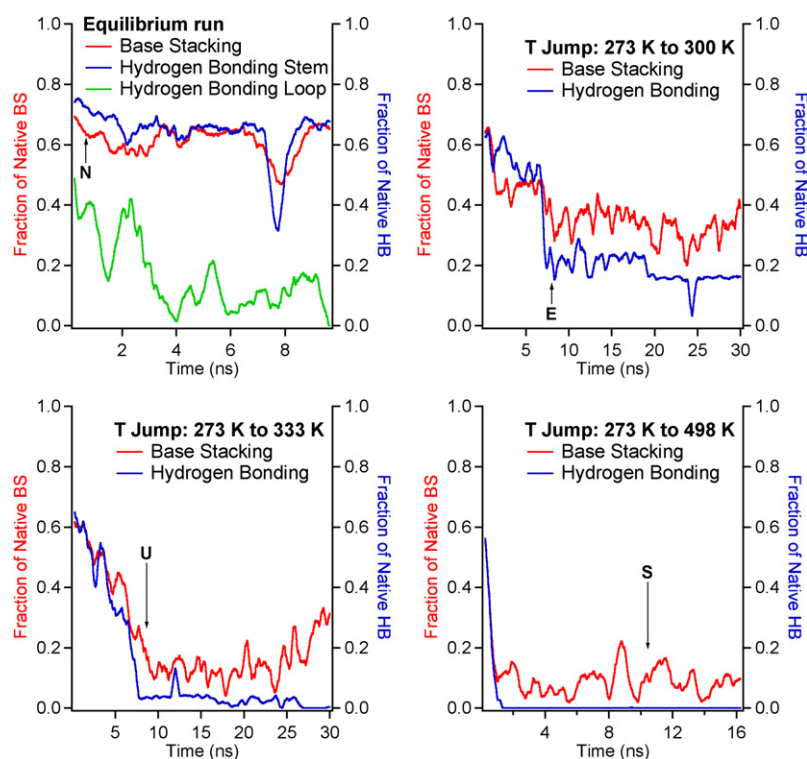 Equilibrium run
Base Stacking
Hydrogen Bonding Stem
Hydrogen Bonding Loop
N
Fraction of Native BS
Fraction of Native HB
1.0
0.8
0.6
0.4
0.2
0.0
1.0
0.8
0.6
0.4
0.2
0.0
2 4 6 8
Time (ns)
T Jump: 273 K to 300 K
Base Stacking
Hydrogen Bonding
E
Fraction of Native BS
Fraction of Native HB
1.0
0.8
0.6
0.4
0.2
0.0
1.0
0.8
0.6
0.4
0.2
0.0
5 10 15 20 25 30
Time (ns)
T Jump: 273 K to 333 K
Base Stacking
Hydrogen Bonding
U
Fraction of Native BS
Fraction of Native HB
1.0
0.8
0.6
0.4
0.2
0.0
1.0
0.8
0.6
0.4
0.2
0.0
5 10 15 20 25 30
Time (ns)
T Jump: 273 K to 498 K
Base Stacking
Hydrogen Bonding
S
Fraction of Native BS
Fraction of Native HB
1.0
0.8
0.6
0.4
0.2
0.0
1.0
0.8
0.6
0.4
0.2
0.0
4 8 12 16
Time (ns)